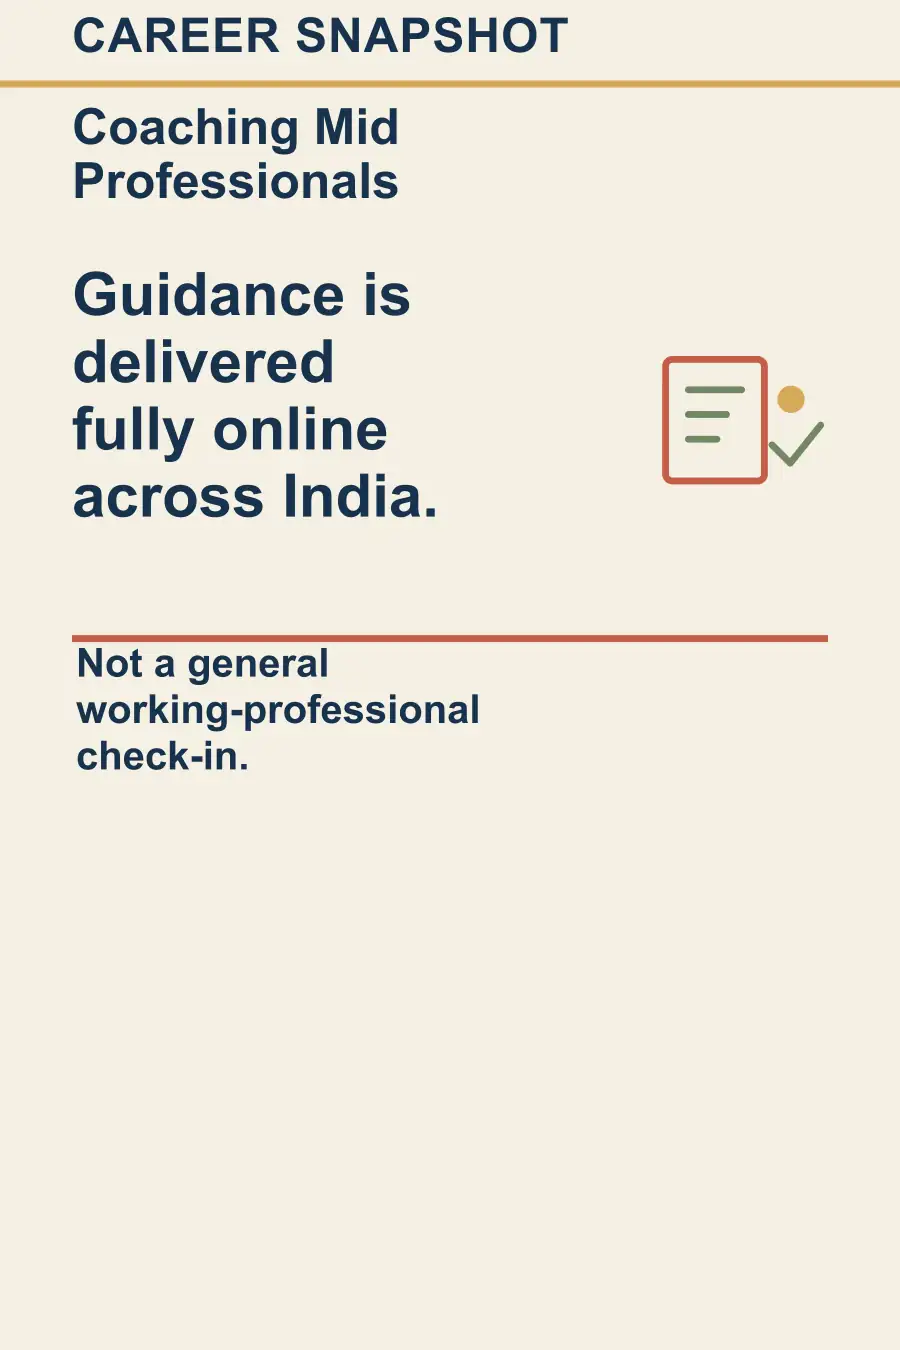 CAREER SNAPSHOT
Coaching Mid
Professionals
Guidance is
delivered
fully online
across India.
Not a general
working-professional
check-in.